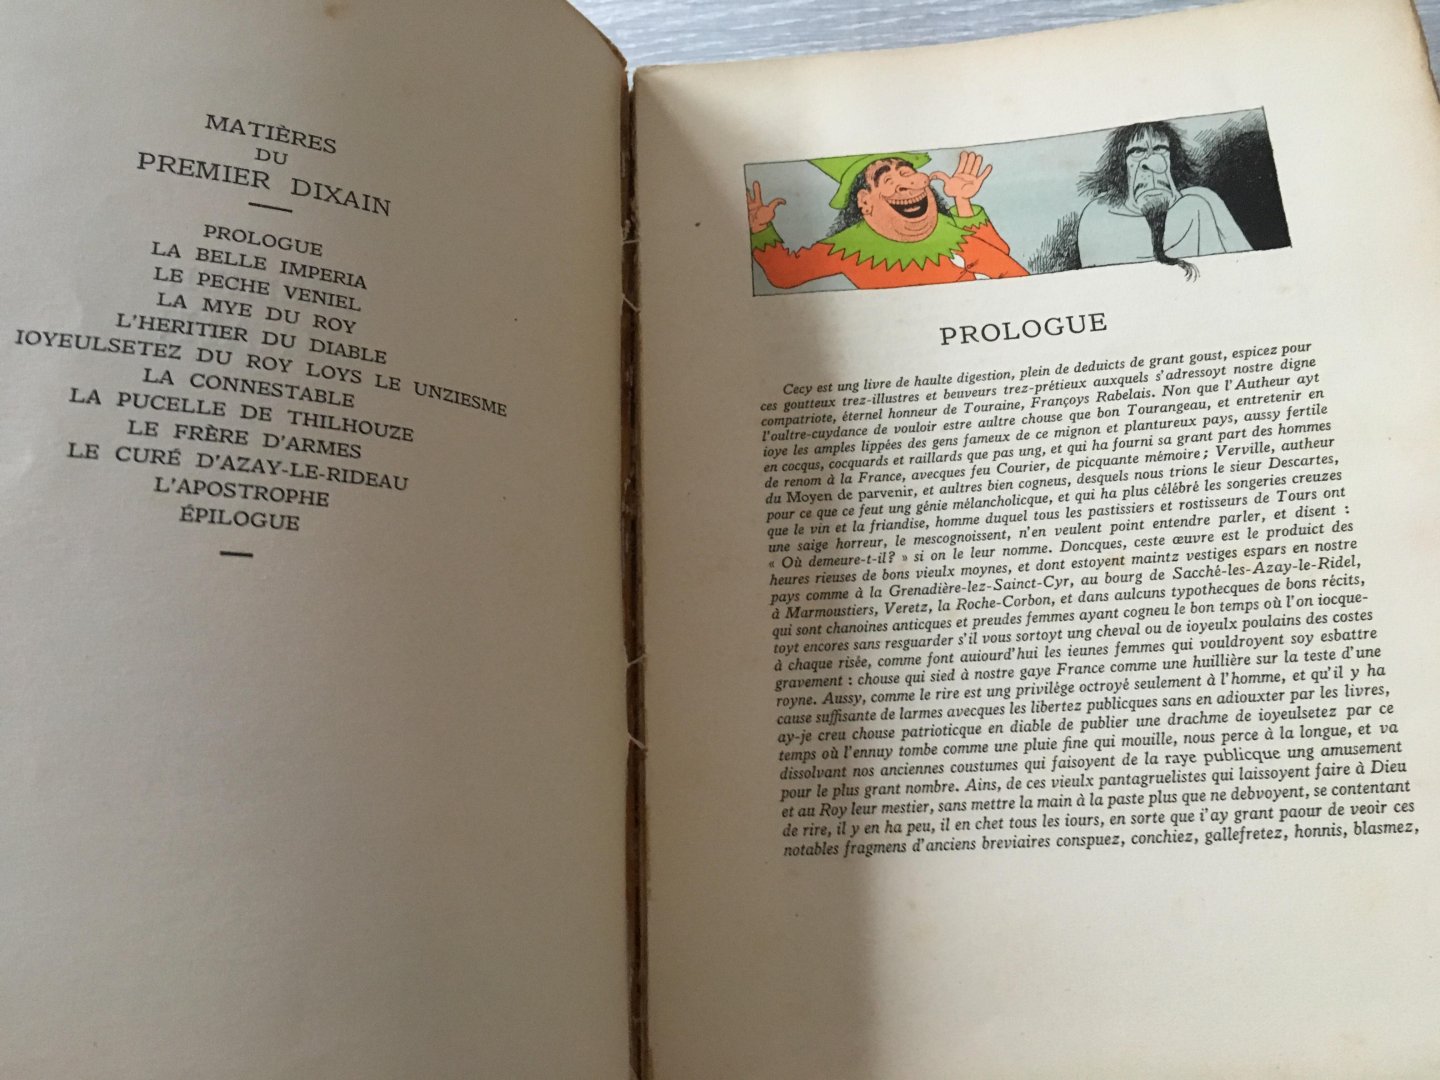 MATIÈRES
DU
PREMIER DIXAIN
PROLOGUE
LA BELLE IMPERIA
LE PECHE VENIEL
LA MYE DU ROY
L'HERITIER DU DIABLE
IOYEULSETEZ DU ROY LOYS LE UNZIESME
LA CONNESTABLE
LA PUCELLE DE THILHOUZE
LE FRÈRE D'ARMES
LE CURÉ D'AZAY-LE-RIDEAU
L'APOSTROPHE
ÉPILOGUE
PROLOGUE
Cecy est ung livre de haulte digestion, plein de deduicts de grant goust, espicez pour
ces goutteux trez-illustres et beuveurs trez-prétieux auxquels s'adressoyt nostre digne
compatriote, éternel honneur de Touraine, Françoys Rabelais. Non que l'Autheur ayt
l'oultre-cuydance de vouloir estre aultre chouse que bon Tourangeau, et entretenir en
ioye les amples lippées des gens fameux de ce mignon et plantureux pays, aussy fertile
en cocqus, cocquards et raillards que pas ung, et qui ha fourni sa grant part des hommes
de renom à la France, avecques feu Courier, de picquante mémoire ; Verville, autheur
du Moyen de parvenir, et aultres bien cogneus, desquels nous trions le sieur Descartes,
pour ce que ce feut ung génie mélancholicque, et qui ha plus célébré les songeries creuzes
que le vin et la friandise, homme duquel tous les pastissiers et rostisseurs de Tours ont
une saige horreur, le mescognoissent, n'en veulent point entendre parler, et disent :
« Où demeure-t-il? » si on le leur nomme. Doncques, ceste œuvre est le produict des
heures rieuses de bons vieulx moynes, et dont estoyent maintz vestiges espars en nostre
pays comme à la Grenadière-lez-Sainct-Cyr, au bourg de Sacché-les-Azay-le-Ridel,
à Marmoustiers, Veretz, la Roche-Corbon, et dans aulcuns typothecques de bons récits,
qui sont chanoines anticques et preudes femmes ayant cogneu le bon temps où l'on iocque-
toyt encores sans resguarder s'il vous sortoyt ung cheval ou de ioyeulx poulains des costes
à chaque risée, comme font auiourd'hui les ieunes femmes qui vouldroyent soy esbattre
gravement : chouse qui sied à nostre gaye France comme une huillière sur la teste d'une
royne. Aussy, comme le rire est ung privilége octroyé seulement à l'homme, et qu'il y ha
cause suffisante de larmes avecques les libertez publicques sans en adiouxter par les livres,
ay-je creu chouse patrioticque en diable de publier une drachme de ioyeulsetez par ce
temps où l'ennuy tombe comme une pluie fine qui mouille, nous perce à la longue, et va
dissolvant nos anciennes coustumes qui faisoyent de la raye publicque ung amusement
pour le plus grant nombre. Ains, de ces vieulx pantagruelistes qui laissoyent faire à Dieu
et au Roy leur mestier, sans mettre la main à la paste plus que ne debvoyent, se contentant
de rire, il y en ha peu, il en chet tous les iours, en sorte que i'ay grant paour de veoir ces
notables fragmens d'anciens breviaires conspuez, conchiez, gallefretez, honnis, blasmez,